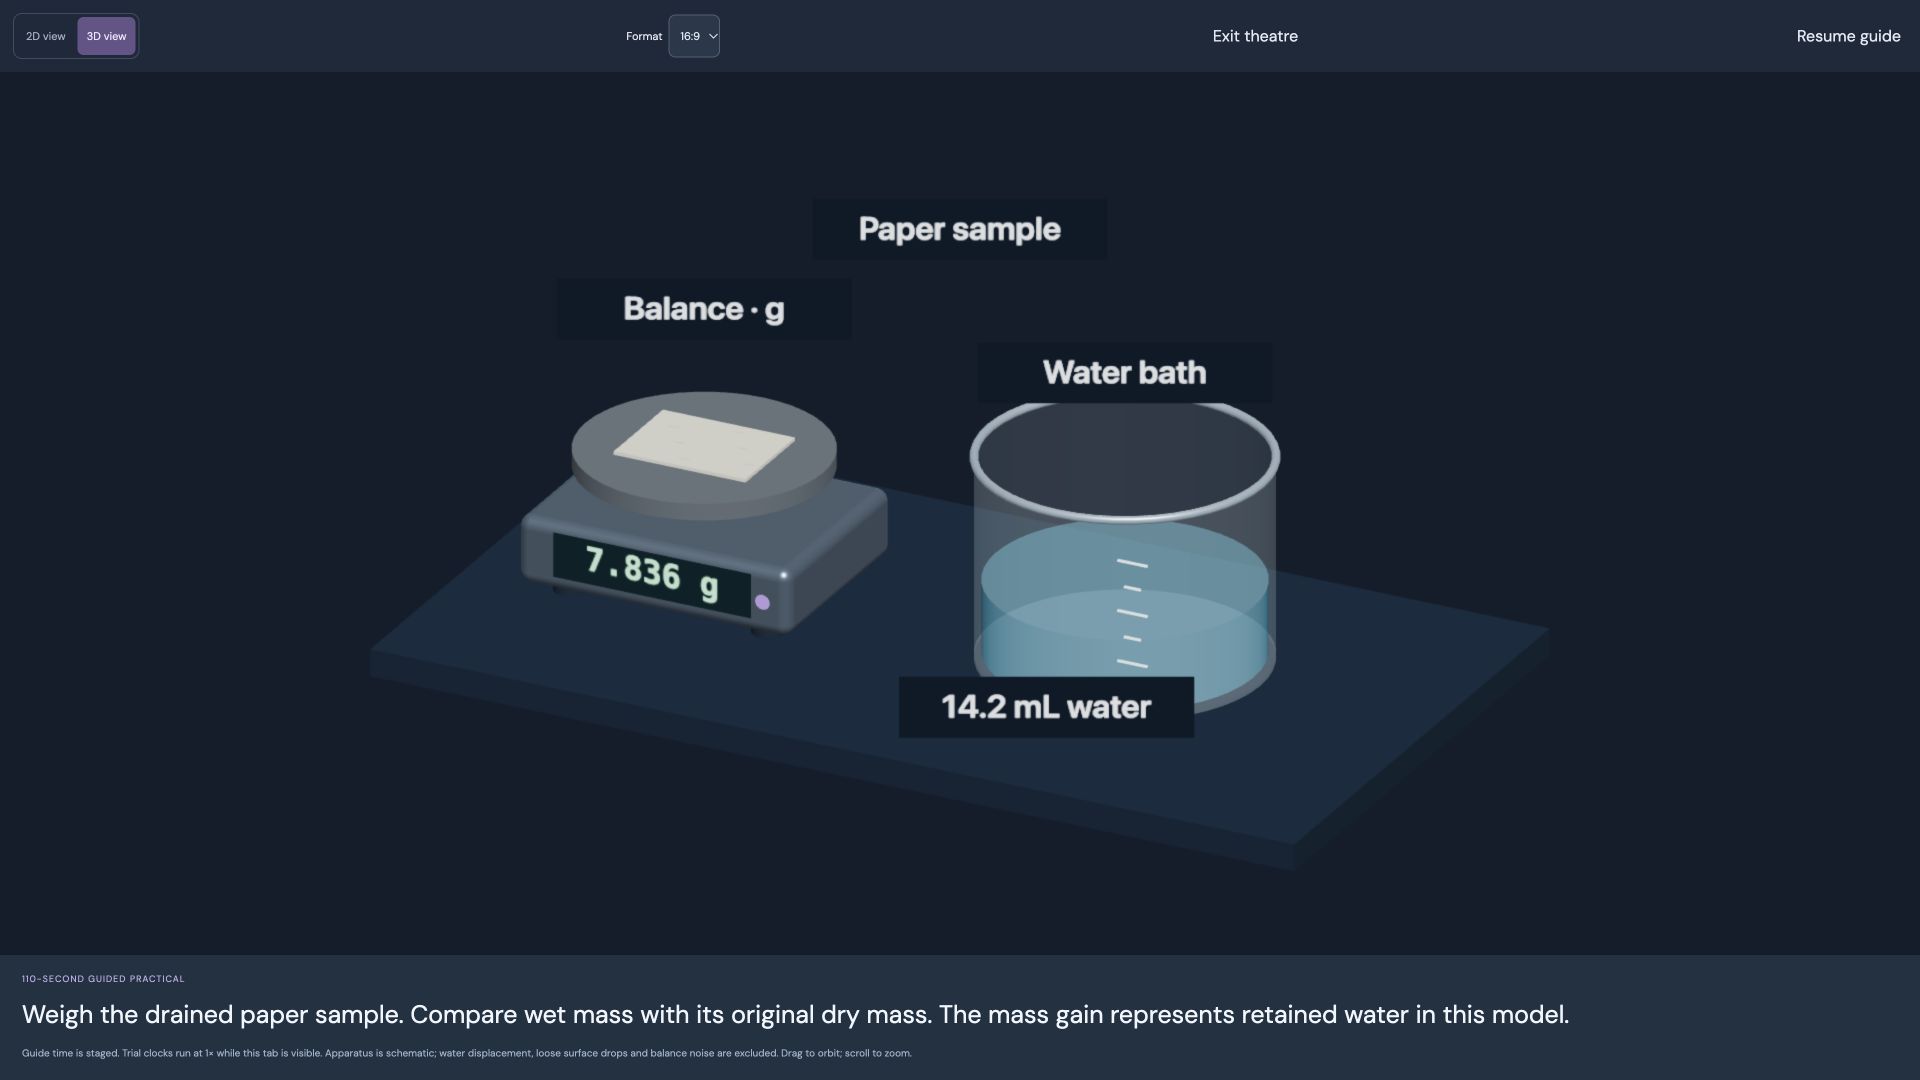 2D view
3D view
Format
16:9
Exit theatre
Resume guide
Paper sample
Balance · g
Water bath
7.836 g
14.2 mL water
110-SECOND GUIDED PRACTICAL
Weigh the drained paper sample. Compare wet mass with its original dry mass. The mass gain represents retained water in this model.
Guide time is staged. Trial clocks run at 1× while this tab is visible. Apparatus is schematic; water displacement, loose surface drops and balance noise are excluded. Drag to orbit; scroll to zoom.